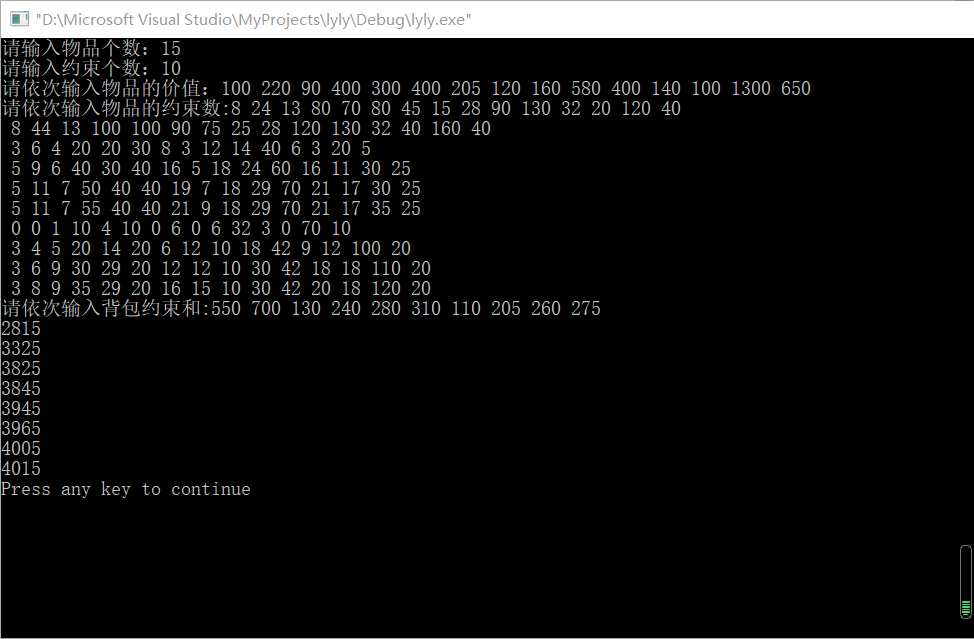 "D:\Microsoft Visual Studio\MyProjects\lyly\Debug\lyly.exe"
请输入物品个数：15
请输入约束个数：10
请依次输入物品的价值：100 220 90 400 300 400 205 120 160 580 400 140 100 1300 650
请依次输入物品的约束数:8 24 13 80 70 80 45 15 28 90 130 32 20 120 40
8 44 13 100 100 90 75 25 28 120 130 32 40 160 40
3 6 4 20 20 30 8 3 12 14 40 6 3 20 5
5 9 6 40 30 40 16 5 18 24 60 16 11 30 25
5 11 7 50 40 40 19 7 18 29 70 21 17 30 25
5 11 7 55 40 40 21 9 18 29 70 21 17 35 25
0 0 1 10 4 10 0 6 0 6 32 3 0 70 10
3 4 5 20 14 20 6 12 10 18 42 9 12 100 20
3 6 9 30 29 20 12 12 10 30 42 18 18 110 20
3 8 9 35 29 20 16 15 10 30 42 20 18 120 20
请依次输入背包约束和:550 700 130 240 280 310 110 205 260 275
2815
3325
3825
3845
3945
3965
4005
4015
Press any key to continue